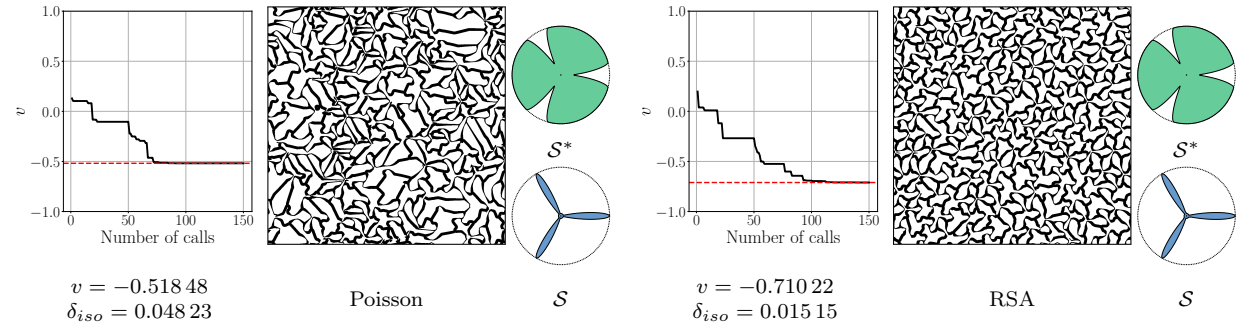 1.0
0.5
0.0
−0.5
−1.0
v
0 50 100 150
Number of calls
S*
S
v = −0.518 48
δiso = 0.048 23
Poisson
1.0
0.5
0.0
−0.5
−1.0
v
0 50 100 150
Number of calls
S*
S
v = −0.710 22
δiso = 0.015 15
RSA